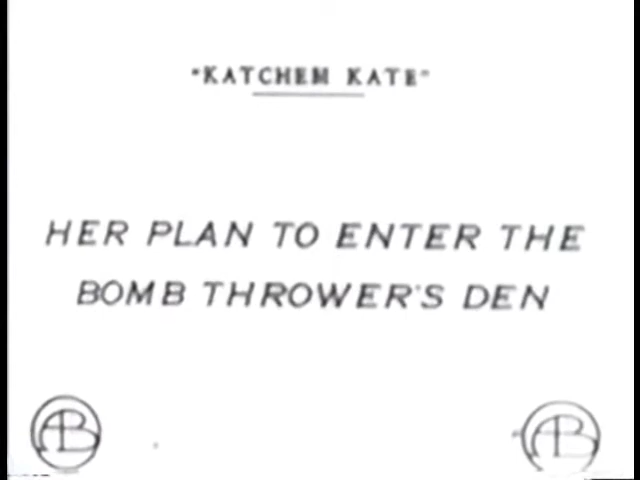 "KATCHEM KATE"
HER PLAN TO ENTER THE
BOMB THROWER'S DEN
AB AB